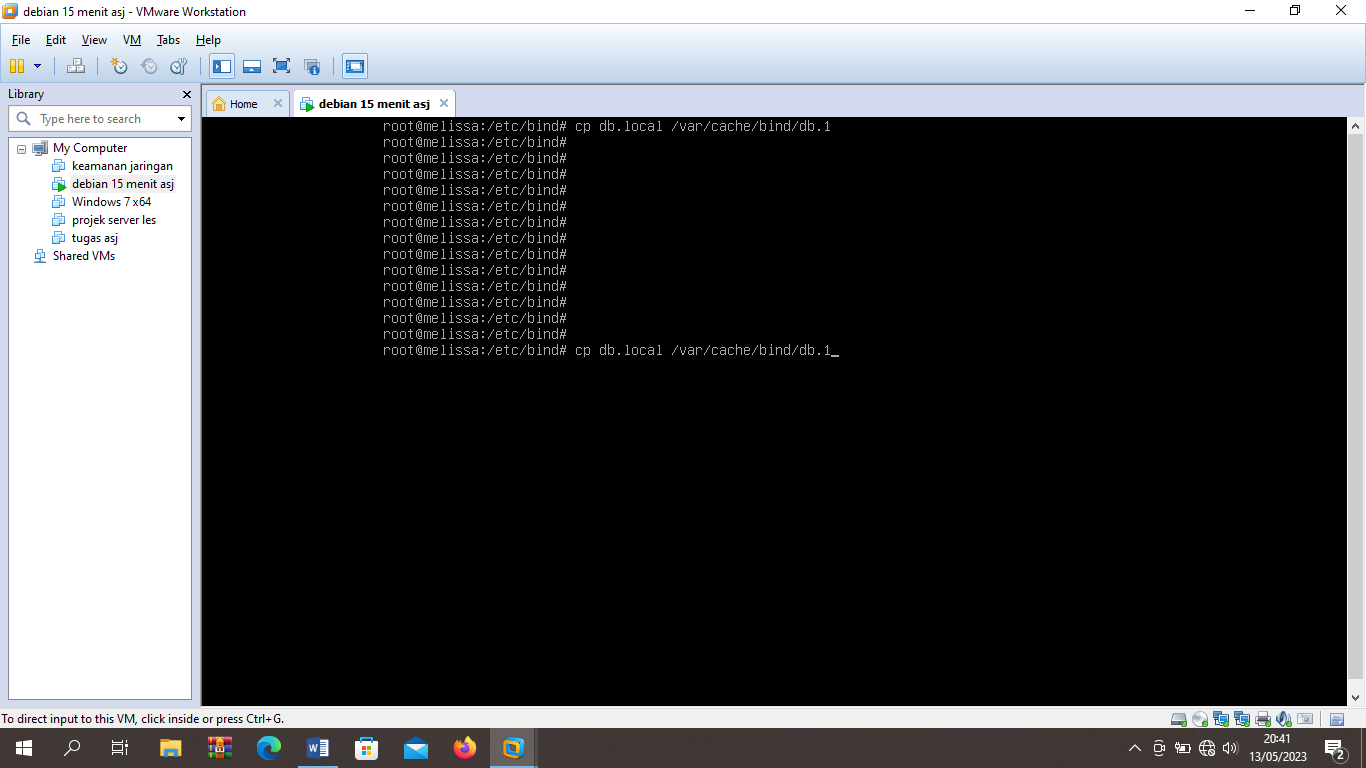 debian 15 menit asj - VMware Workstation
File Edit View VM Tabs Help
Library
Type here to search
My Computer
keamanan jaringan
debian 15 menit asj
Windows 7 x64
projek server les
tugas asj
Shared VMs
Home
debian 15 menit asj
root@melissa:/etc/bind# cp db.local /var/cache/bind/db.1
root@melissa:/etc/bind#
root@melissa:/etc/bind#
root@melissa:/etc/bind#
root@melissa:/etc/bind#
root@melissa:/etc/bind#
root@melissa:/etc/bind#
root@melissa:/etc/bind#
root@melissa:/etc/bind#
root@melissa:/etc/bind#
root@melissa:/etc/bind#
root@melissa:/etc/bind#
root@melissa:/etc/bind#
root@melissa:/etc/bind#
root@melissa:/etc/bind# cp db.local /var/cache/bind/db.1_
To direct input to this VM, click inside or press Ctrl+G.
20:41
13/05/2023
2